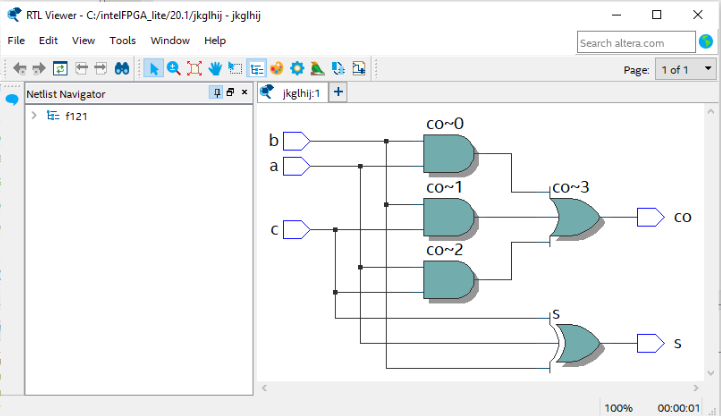 RTL Viewer - C:/intelFPGA_lite/20.1/jkglhij - jkglhij
File Edit View Tools Window Help
Search altera.com
Page: 1 of 1
Netlist Navigator
jkglhij:1
f121
co~0
b
a
co~1
co~3
c
co
co~2
s
s
100% 00:00:01